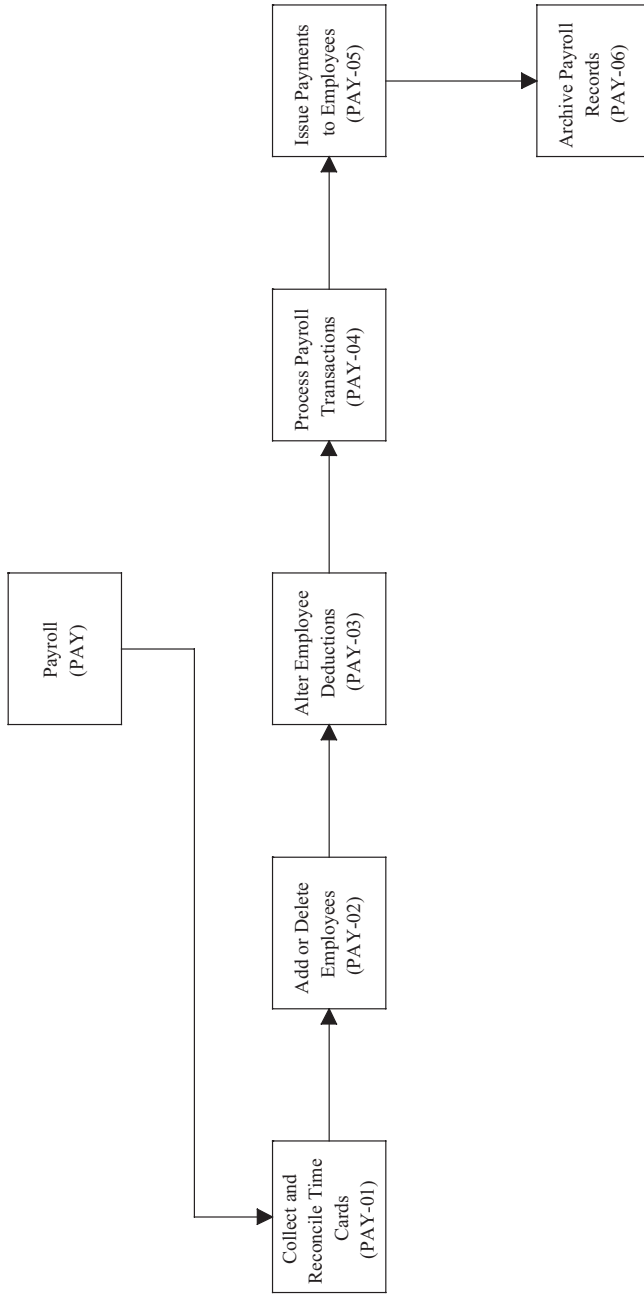 Payroll
(PAY)
Collect and
Reconcile Time
Cards
(PAY-01)
Add or Delete
Employees
(PAY-02)
Alter Employee
Deductions
(PAY-03)
Process Payroll
Transactions
(PAY-04)
Issue Payments
to Employees
(PAY-05)
Archive Payroll
Records
(PAY-06)